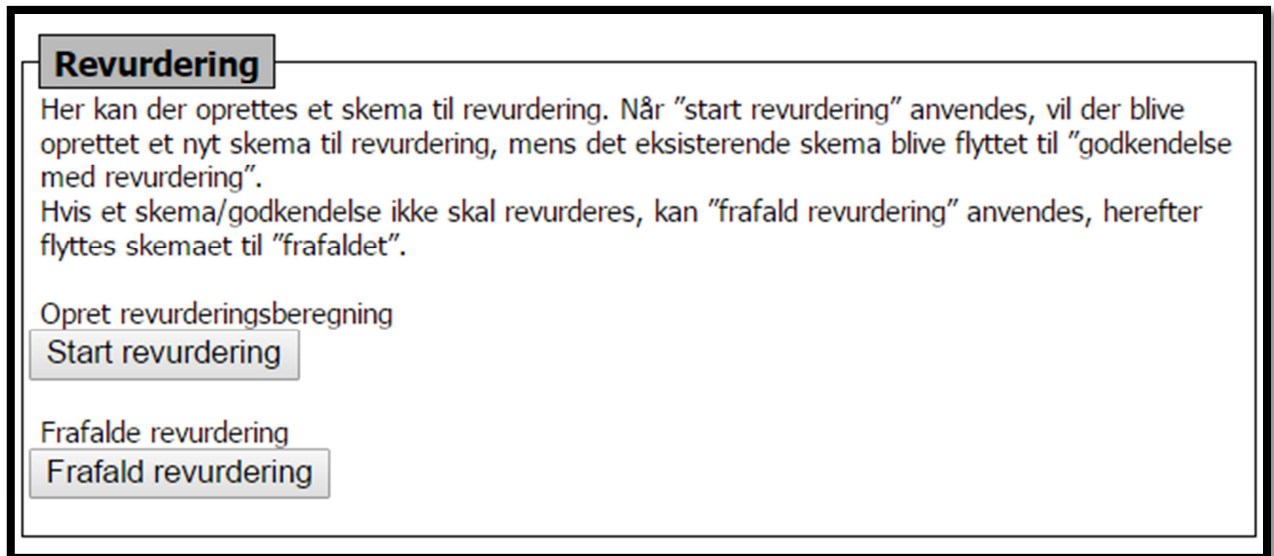 Revurdering
Her kan der oprettes et skema til revurdering. Når ”start revurdering” anvendes, vil der blive
oprettet et nyt skema til revurdering, mens det eksisterende skema blive flyttet til ”godkendelse
med revurdering”.
Hvis et skema/godkendelse ikke skal revurderes, kan ”frafald revurdering” anvendes, herefter
flyttes skemaet til ”frafaldet”.
Opret revurderingsberegning
Start revurdering
Frafalde revurdering
Frafald revurdering